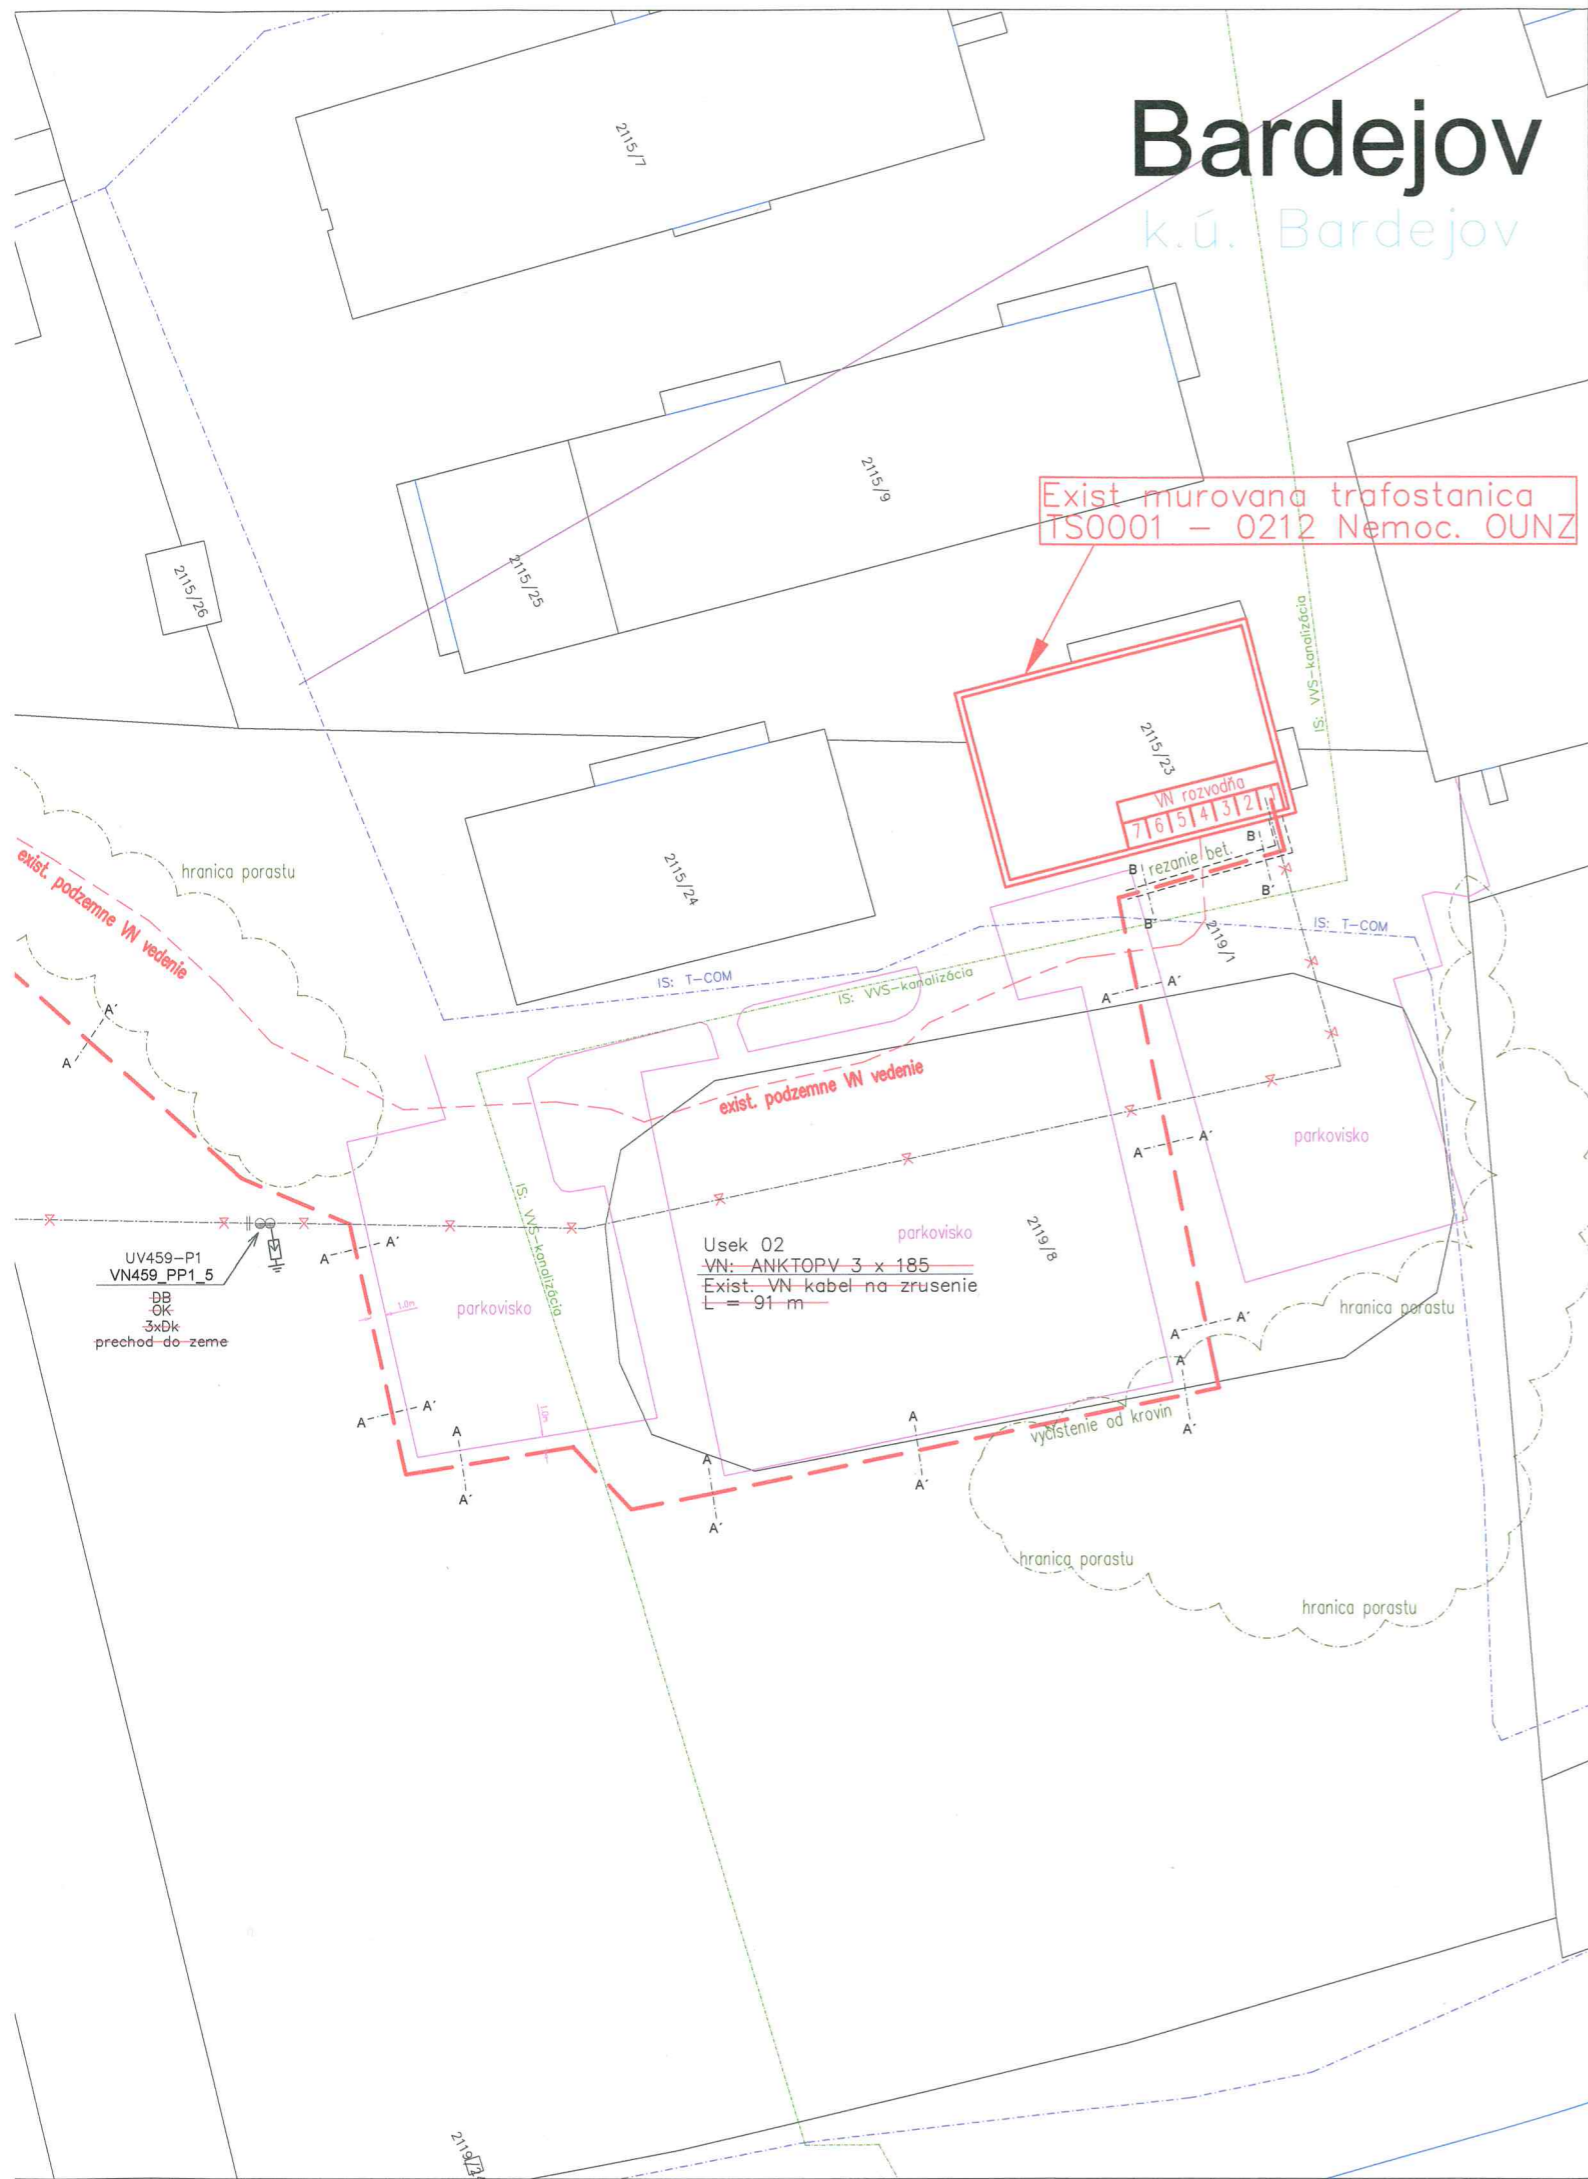 Bardejov
k.ú. Bardejov
2115/7
2115/9
Exist murovana trafostanica
TS0001 – 0212 Nemoc. OUNZ
2115/25
2115/26
IS: VVS-kanalizácia
2115/23
VN rozvodňa
7 6 5 4 3 2 1
B
B
rezanie bet.
B'
B'
2115/24
hranica porastu
exist. podzemne VN vedenie
2119/1
IS: T-COM
IS: T-COM
IS: VVS-kanalizácia
A
A'
A
A'
exist. podzemne VN vedenie
A
A'
parkovisko
IS: VVS-kanalizácia
parkovisko
2119/8
Usek 02
VN: ANKTOPV 3 x 185
Exist. VN kabel na zrusenie
L = 91 m
UV459-P1
VN459_PP1_5
DB
OK
3xDk
prechod do zeme
A
A'
1.0m
parkovisko
hranica porastu
A
A'
A
A'
A
A'
A
A'
1.0m
A
A'
A
A'
vycistenie od krovin
hranica porastu
hranica porastu